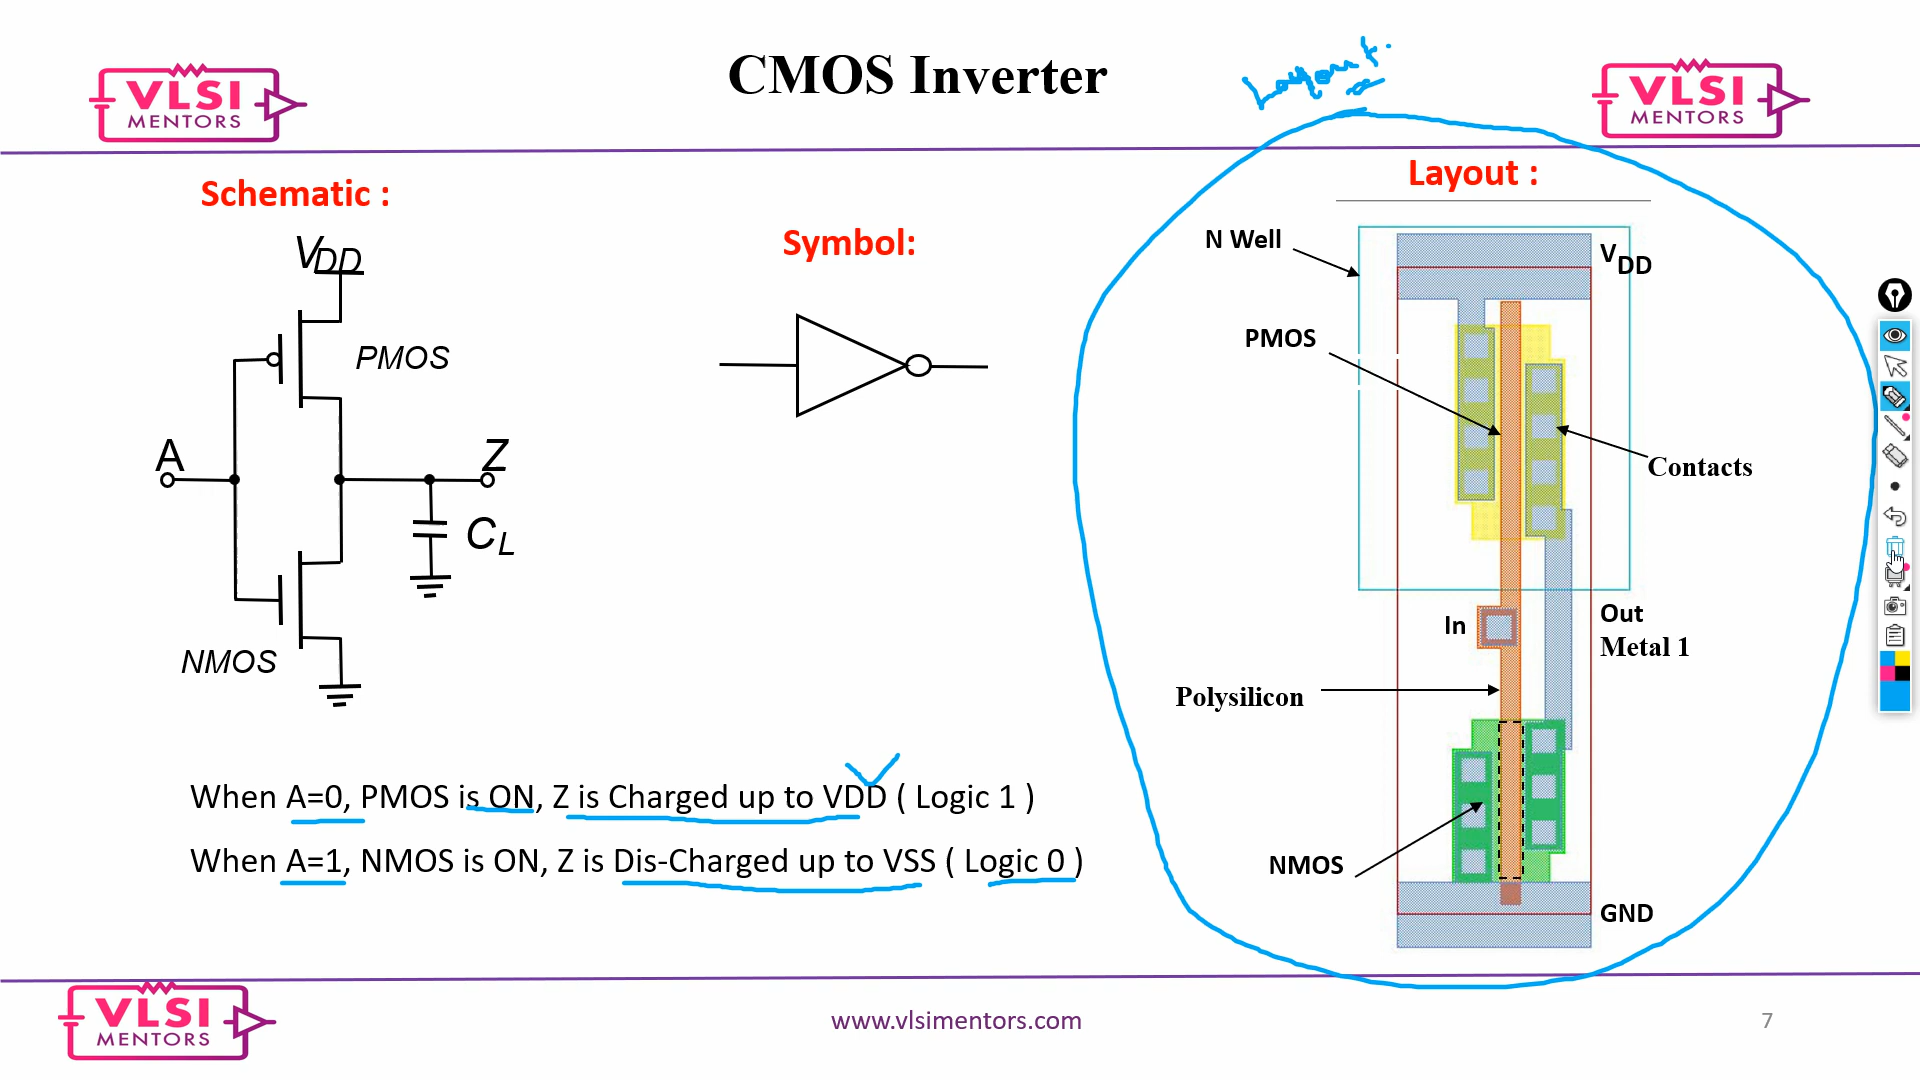 CMOS Inverter
VLSI
MENTORS
VLSI
MENTORS
Schematic :
VDD
PMOS
A
Z
CL
NMOS
Symbol:
Layout :
N Well
VDD
PMOS
Contacts
In
Out
Metal 1
Polysilicon
NMOS
GND
When A=0, PMOS is ON, Z is Charged up to VDD ( Logic 1 )
When A=1, NMOS is ON, Z is Dis-Charged up to VSS ( Logic 0 )
VLSI
MENTORS
www.vlsimentors.com
7